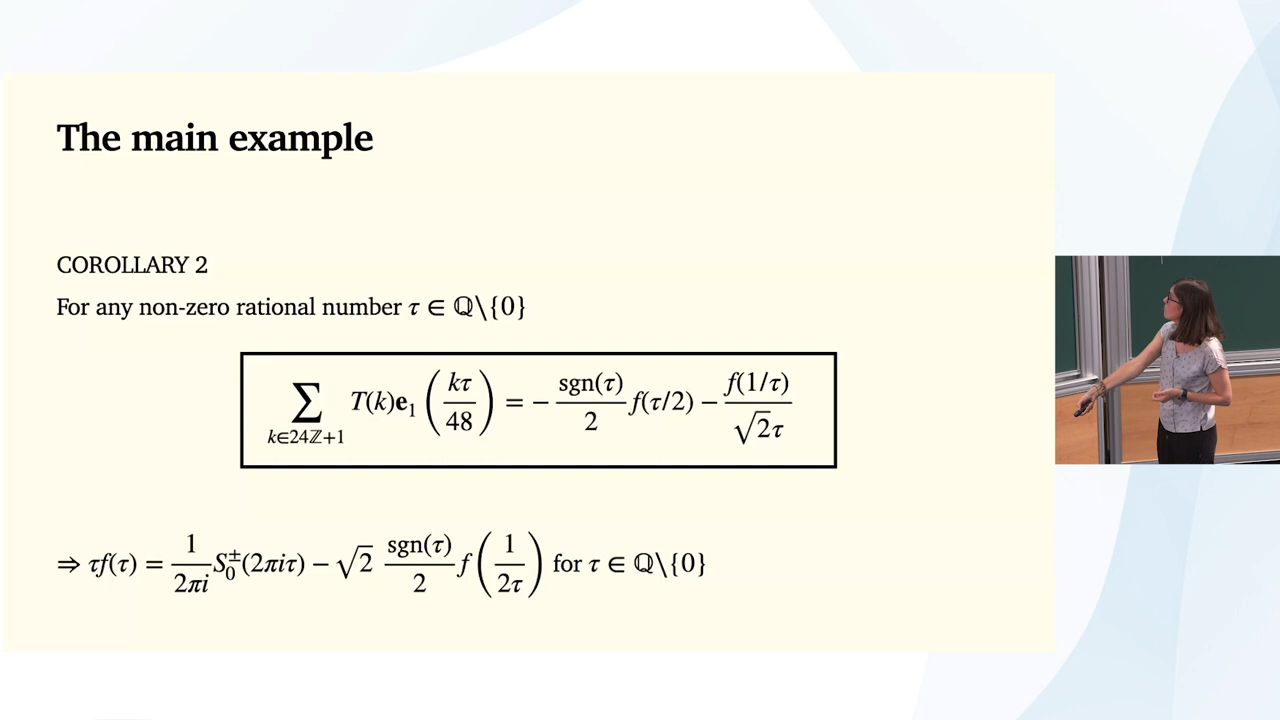 The main example
COROLLARY 2
For any non-zero rational number τ ∈ ℚ\{0}
∑_{k∈24ℤ+1} T(k)𝐞₁(kτ/48) = − sgn(τ)/2 f(τ/2) − f(1/τ)/(√2τ)
⇒ τf(τ) = 1/(2πi) S₀^±(2πiτ) − √2 sgn(τ)/2 f(1/(2τ)) for τ ∈ ℚ\{0}